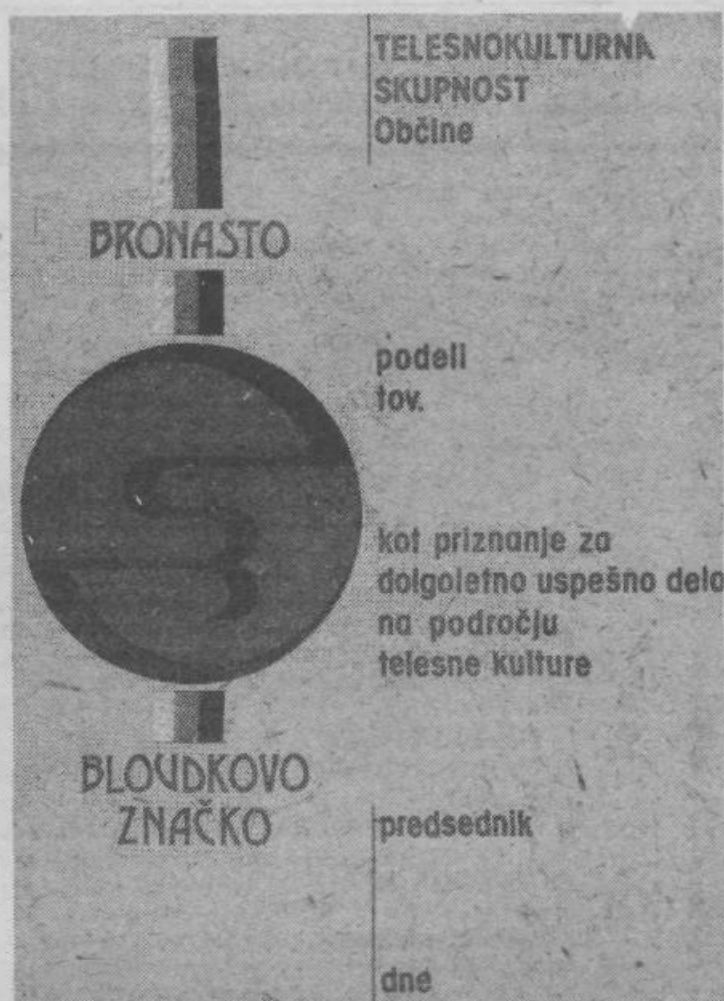 TELESNOKULTURNA
SKUPNOST
Občine
BRONASTO
podeli
tov.
kot priznanje za
dolgoletno uspešno delo
na področju
telesne kulture
BLOUDKOVO
ZNAČKO
predsednik
dne